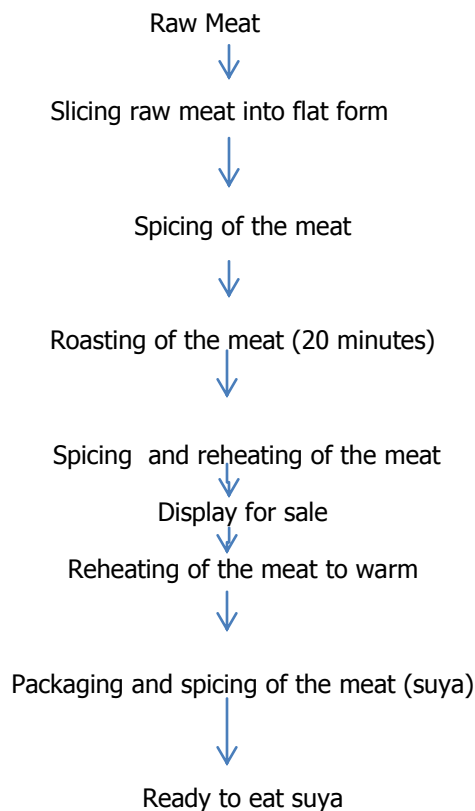 Raw Meat
Slicing raw meat into flat form
Spicing of the meat
Roasting of the meat (20 minutes)
Spicing  and reheating of the meat
Display for sale
Reheating of the meat to warm
Packaging and spicing of the meat (suya)
Ready to eat suya